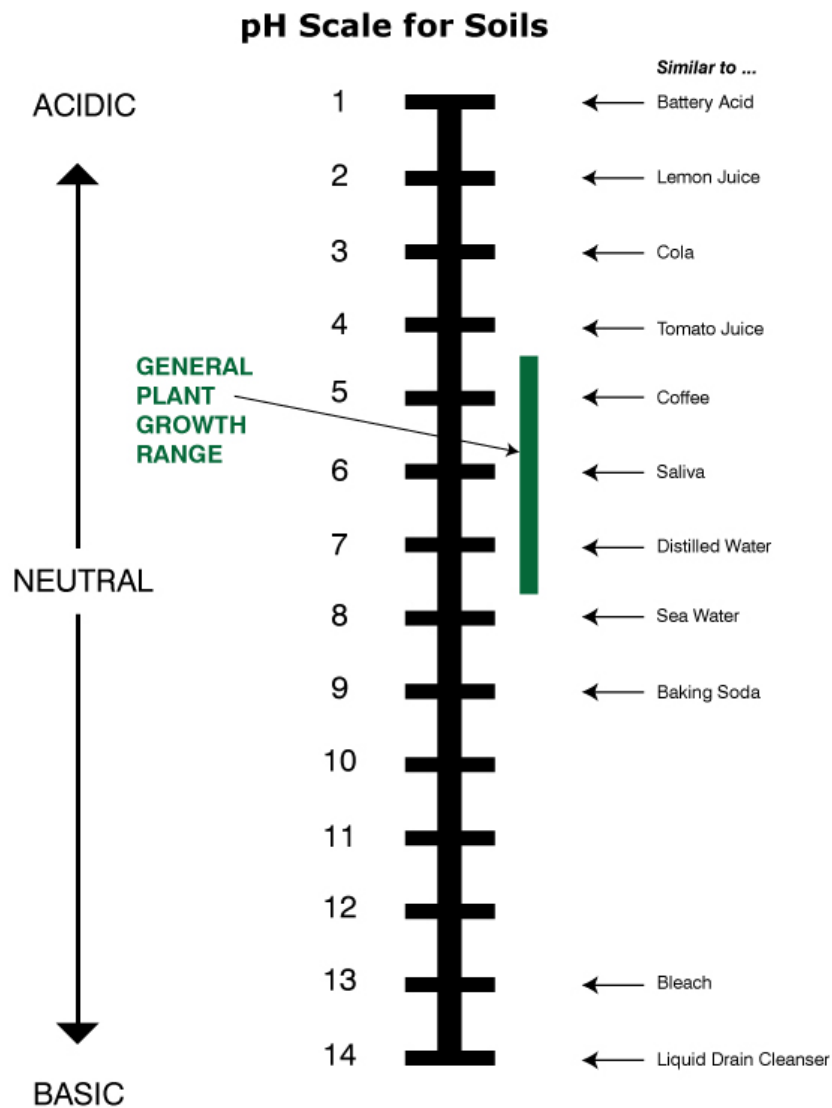 pH Scale for Soils
Similar to ...
ACIDIC
1
Battery Acid
2
Lemon Juice
3
Cola
4
Tomato Juice
GENERAL
PLANT
GROWTH
RANGE
5
Coffee
6
Saliva
7
Distilled Water
NEUTRAL
8
Sea Water
9
Baking Soda
10
11
12
13
Bleach
14
Liquid Drain Cleanser
BASIC